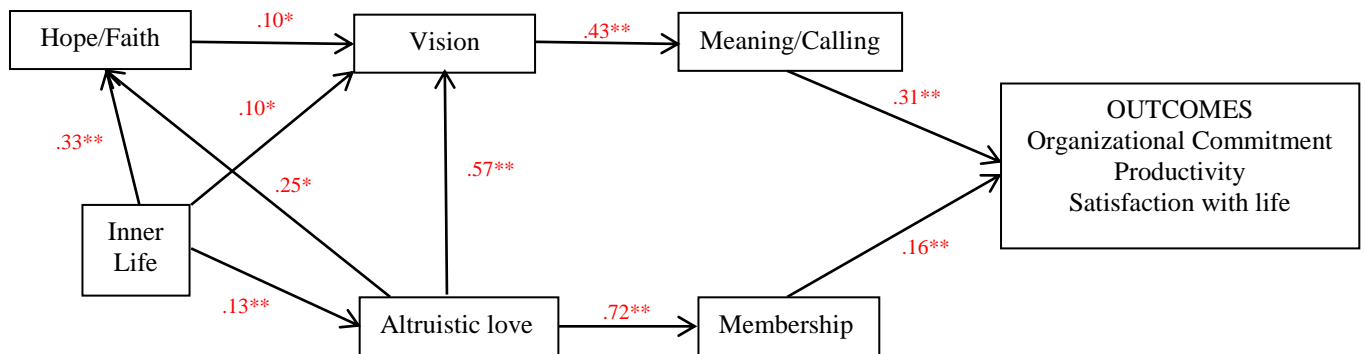 Hope/Faith
.10*
Vision
.43**
Meaning/Calling
.31**
OUTCOMES
Organizational Commitment
Productivity
Satisfaction with life
.33**
.10*
.25*
.57**
Inner
Life
.13**
Altruistic love
.72**
Membership
.16**